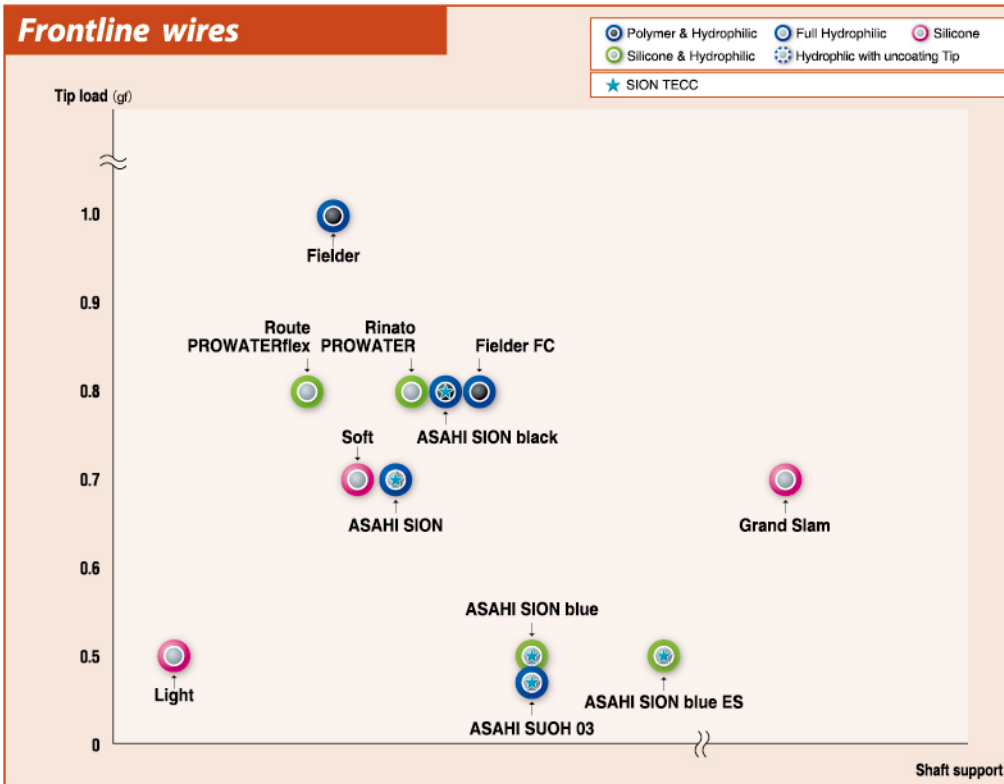 Frontline wires
Polymer & Hydrophilic
Full Hydrophilic
Silicone
Silicone & Hydrophilic
Hydrophlic with uncoating Tip
SION TECC
Tip load (gf)
1.0
Fielder
0.9
Route
PROWATERflex
Rinato
PROWATER
Fielder FC
0.8
ASAHI SION black
Soft
0.7
ASAHI SION
Grand Slam
0.6
ASAHI SION blue
0.5
Light
ASAHI SION blue ES
ASAHI SUOH 03
0
Shaft support